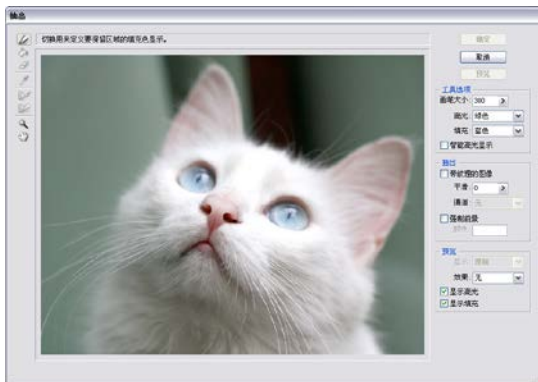 抽出
切换用来定义要保留区域的填充色显示。
确定
取消
预览
工具选项
画笔大小: 380
高光: 绿色
填充: 蓝色
智能高光显示
抽出
带纹理的图像
平滑: 0
通道: 无
强制前景
颜色:
预览
显示:
效果: 无
显示高光
显示填充